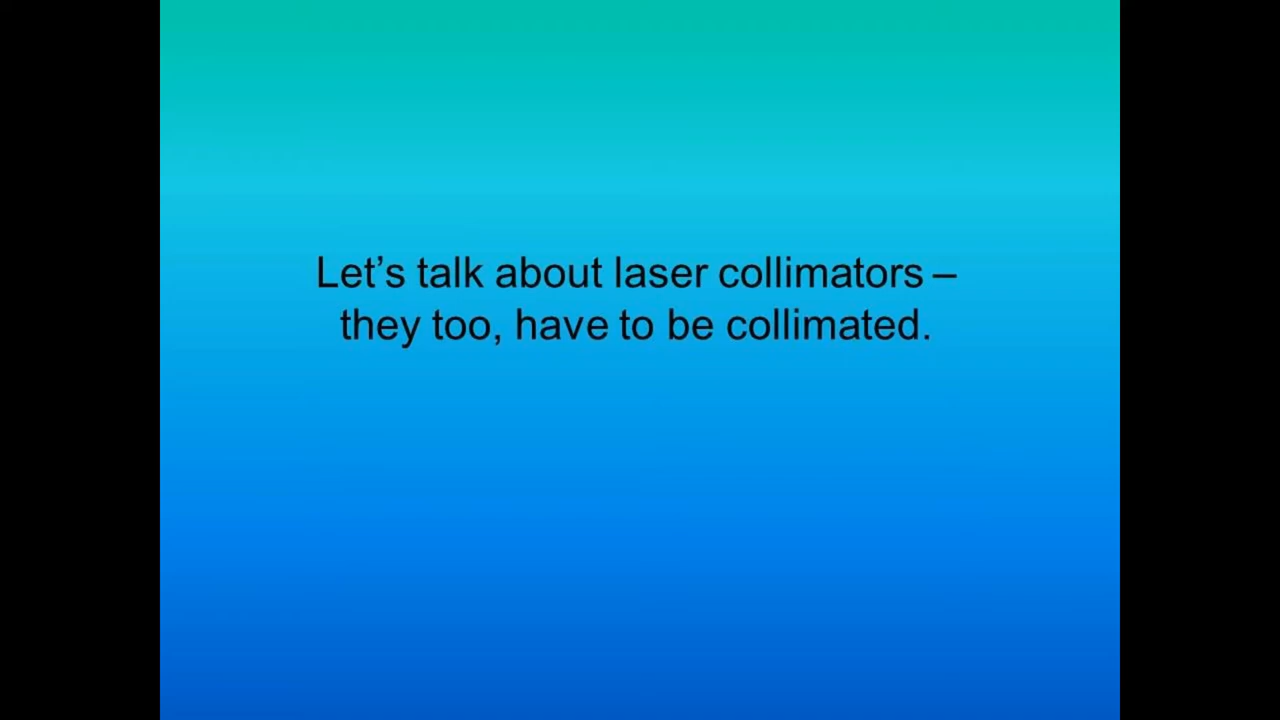 Let’s talk about laser collimators –
they too, have to be collimated.